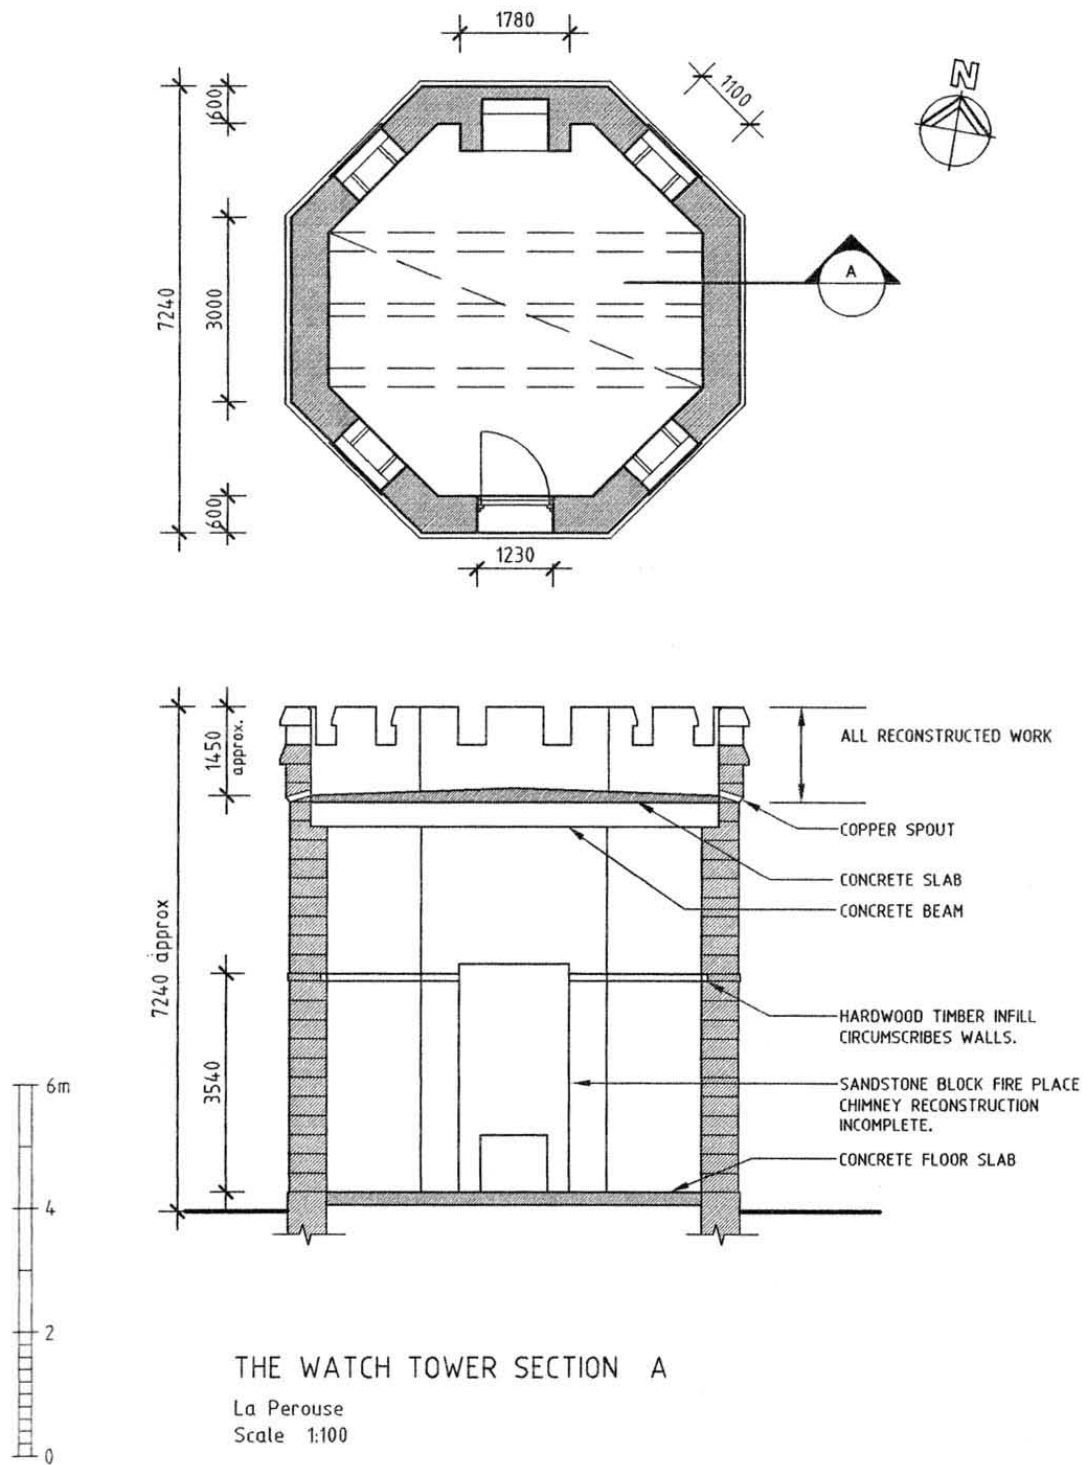 1780
1100
N
600
7240
3000
A
600
1230
1450
approx.
ALL RECONSTRUCTED WORK
COPPER SPOUT
CONCRETE SLAB
CONCRETE BEAM
7240 approx
HARDWOOD TIMBER INFILL
CIRCUMSCRIBES WALLS.
3540
SANDSTONE BLOCK FIRE PLACE
CHIMNEY RECONSTRUCTION
INCOMPLETE.
CONCRETE FLOOR SLAB
6m
4
2
0
THE WATCH TOWER SECTION A
La Perouse
Scale 1:100